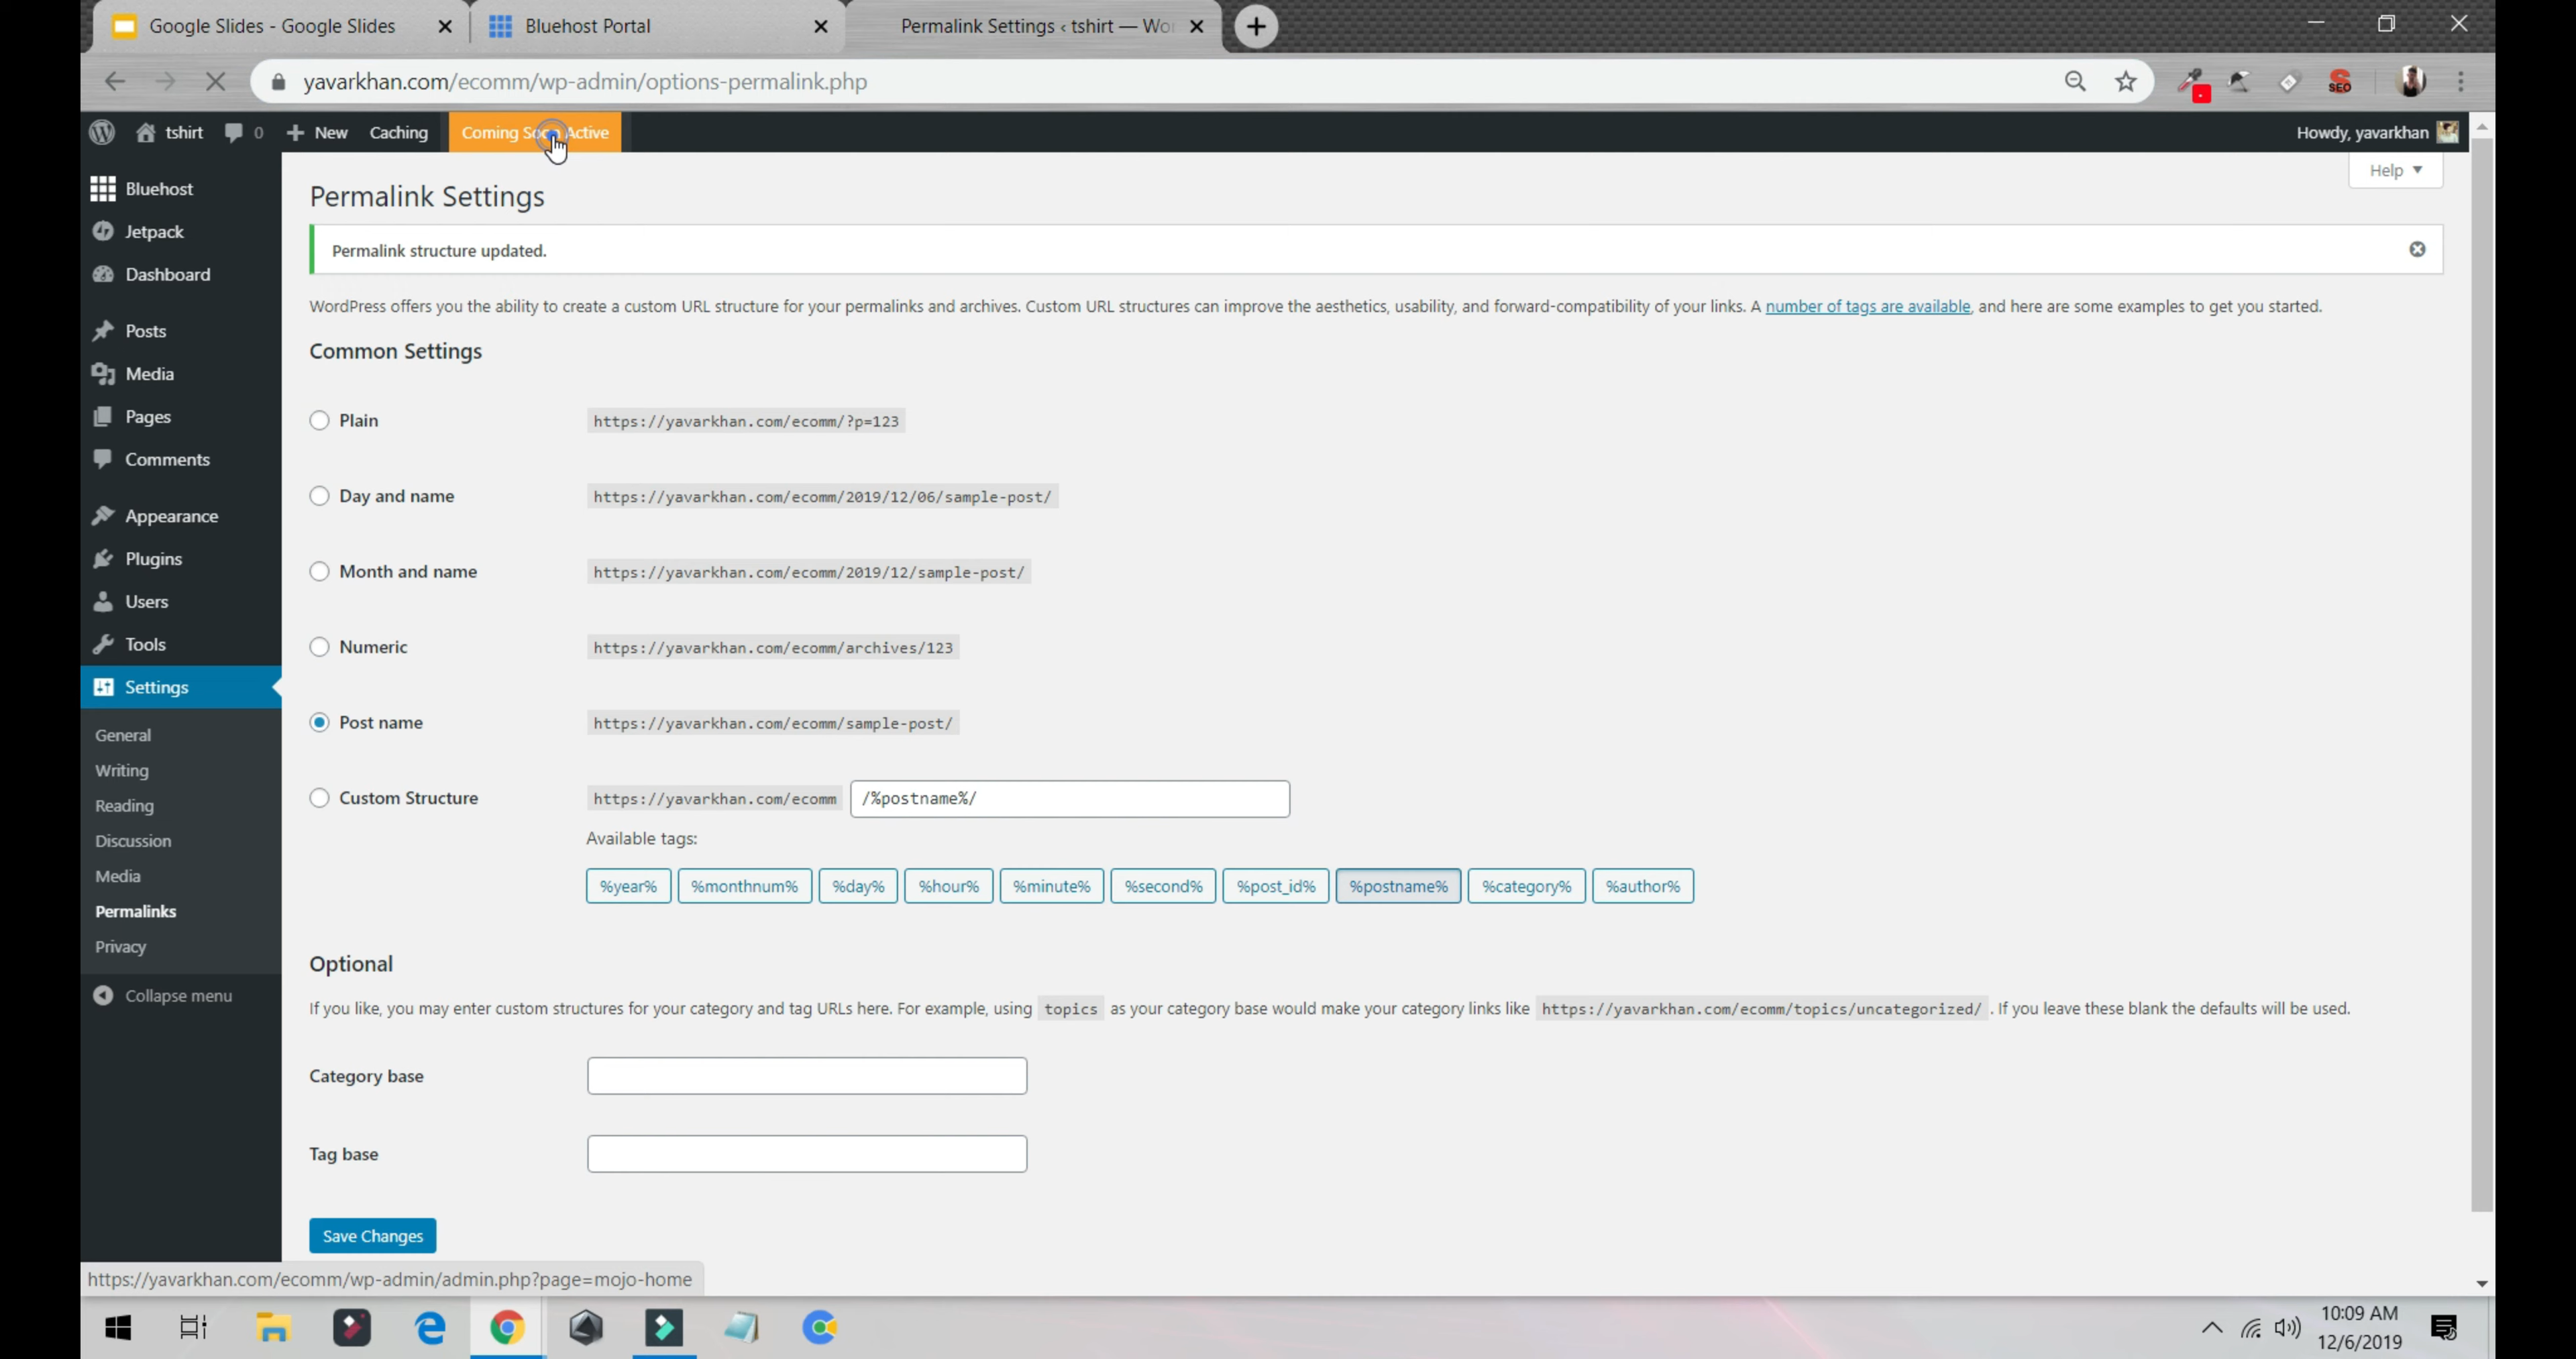 Google Slides - Google Slides
Bluehost Portal
Permalink Settings ‹ tshirt — Wo
yavarkhan.com/ecomm/wp-admin/options-permalink.php
SEO
tshirt
0
New
Caching
Coming Soon Active
Howdy, yavarkhan
Help
Bluehost
Jetpack
Dashboard
Posts
Media
Pages
Comments
Appearance
Plugins
Users
Tools
Settings
General
Writing
Reading
Discussion
Media
Permalinks
Privacy
Collapse menu
Permalink Settings
Permalink structure updated.
WordPress offers you the ability to create a custom URL structure for your permalinks and archives. Custom URL structures can improve the aesthetics, usability, and forward-compatibility of your links. A number of tags are available, and here are some examples to get you started.
Common Settings
Plain https://yavarkhan.com/ecomm/?p=123
Day and name https://yavarkhan.com/ecomm/2019/12/06/sample-post/
Month and name https://yavarkhan.com/ecomm/2019/12/sample-post/
Numeric https://yavarkhan.com/ecomm/archives/123
Post name https://yavarkhan.com/ecomm/sample-post/
Custom Structure https://yavarkhan.com/ecomm /%postname%/
Available tags:
%year% %monthnum% %day% %hour% %minute% %second% %post_id% %postname% %category% %author%
Optional
If you like, you may enter custom structures for your category and tag URLs here. For example, using topics as your category base would make your category links like https://yavarkhan.com/ecomm/topics/uncategorized/ . If you leave these blank the defaults will be used.
Category base
Tag base
Save Changes
https://yavarkhan.com/ecomm/wp-admin/admin.php?page=mojo-home
10:09 AM
12/6/2019